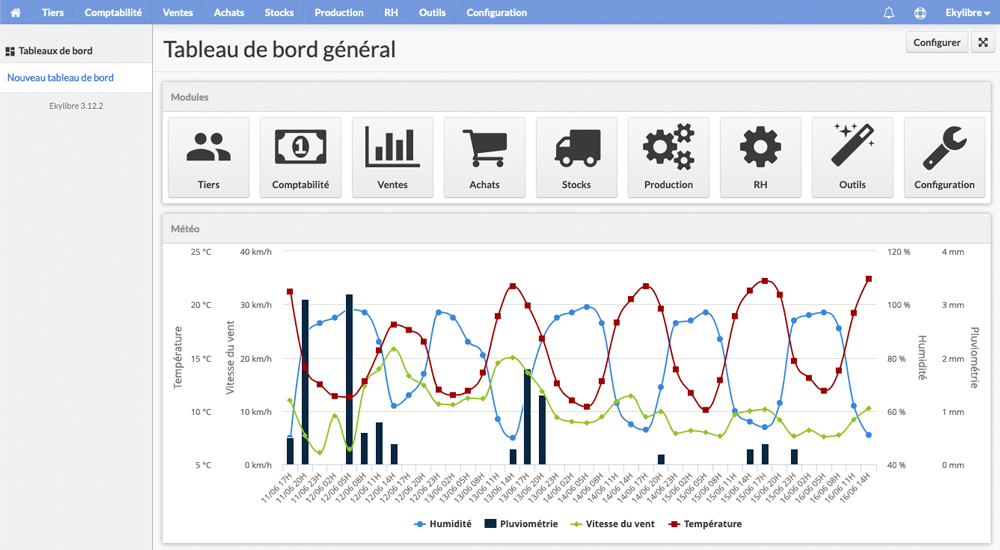 Tiers Comptabilité Ventes Achats Stocks Production RH Outils Configuration Ekylibre
Tableaux de bord
Nouveau tableau de bord
Ekylibre 3.12.2
Tableau de bord général
Configurer
Modules
Tiers Comptabilité Ventes Achats Stocks Production RH Outils Configuration
Météo
25 °C 40 km/h 120 % 4 mm
20 °C 30 km/h 100 % 3 mm
15 °C 20 km/h 80 % 2 mm
10 °C 10 km/h 60 % 1 mm
5 °C 0 km/h 40 % 0 mm
Température
Vitesse du vent
Humidité
Pluviométrie
11/06 17H 11/06 20H 11/06 23H 12/06 02H 12/06 05H 12/06 08H 12/06 11H 12/06 14H 12/06 17H 12/06 20H 12/06 23H 13/06 02H 13/06 05H 13/06 08H 13/06 11H 13/06 14H 13/06 17H 13/06 20H 13/06 23H 14/06 02H 14/06 05H 14/06 08H 14/06 11H 14/06 14H 14/06 17H 14/06 20H 14/06 23H 15/06 02H 15/06 05H 15/06 08H 15/06 11H 15/06 14H 15/06 17H 15/06 20H 15/06 23H 16/06 02H 16/06 05H 16/06 08H 16/06 11H 16/06 14H
Humidité Pluviométrie Vitesse du vent Température